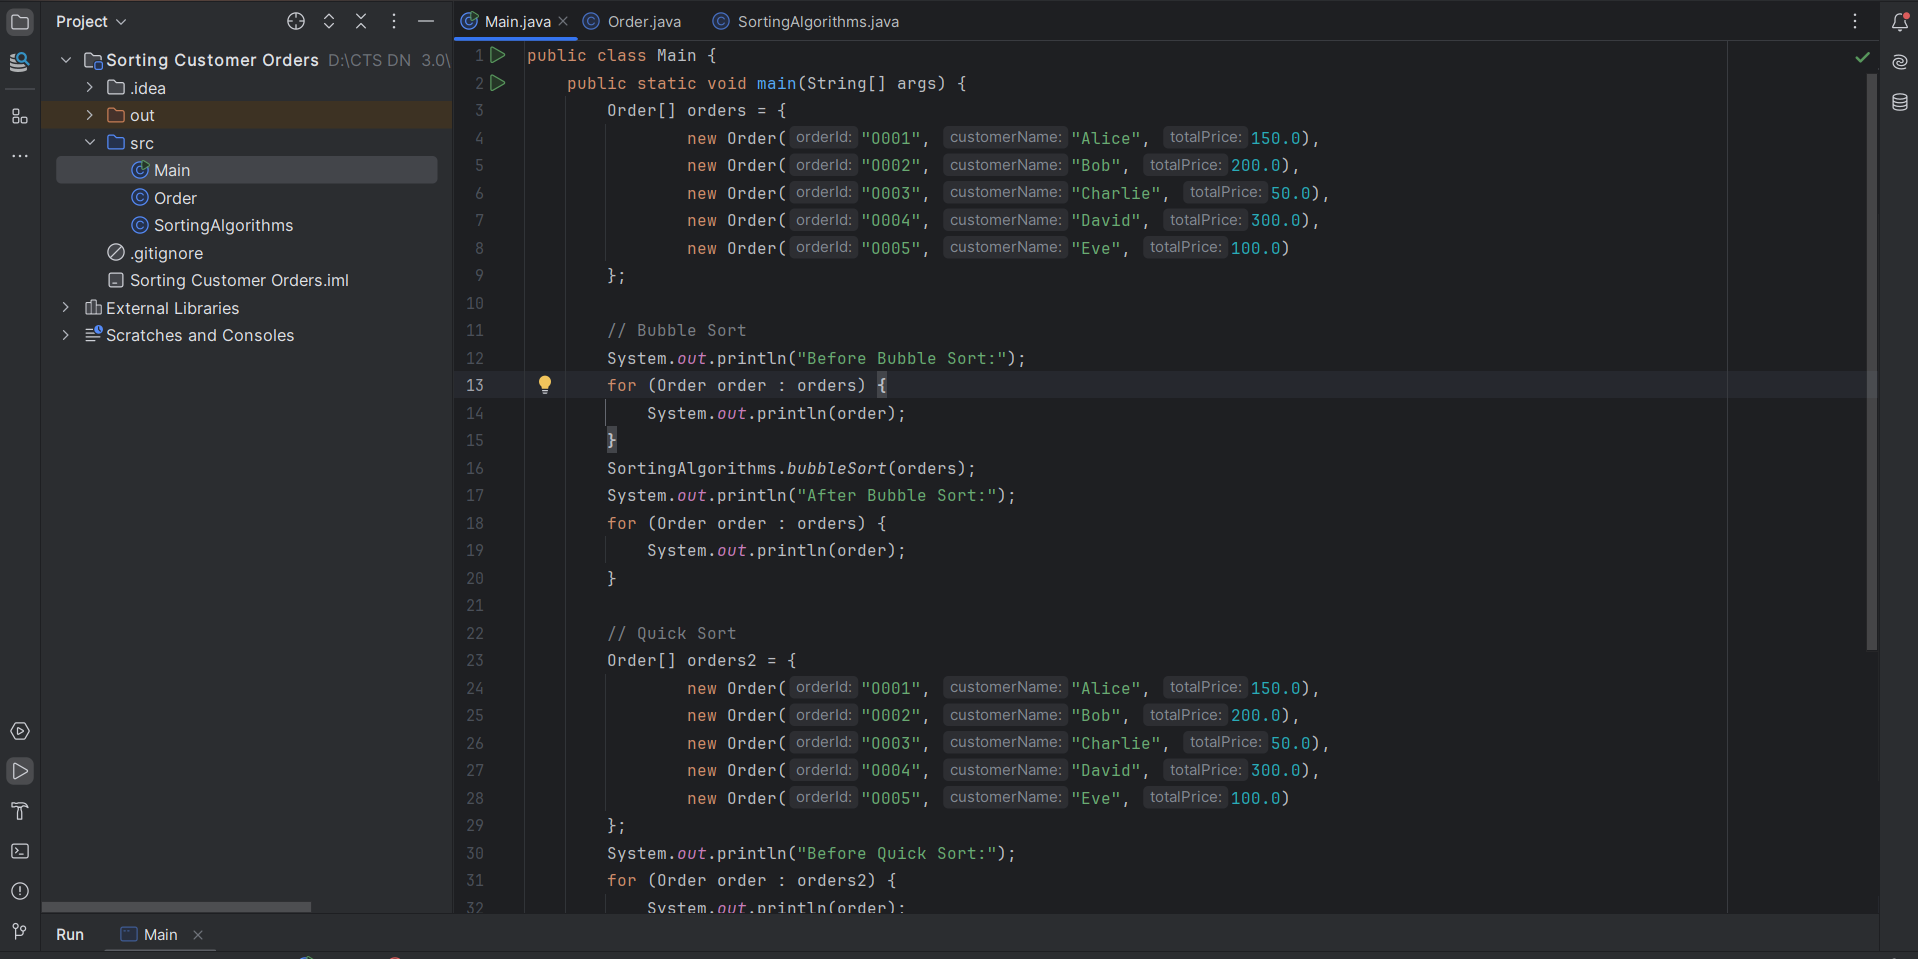 Project
Sorting Customer Orders D:\CTS DN 3.0\
.idea
out
src
Main
Order
SortingAlgorithms
.gitignore
Sorting Customer Orders.iml
External Libraries
Scratches and Consoles
Main.java Order.java SortingAlgorithms.java
1 public class Main {
2 public static void main(String[] args) {
3 Order[] orders = {
4 new Order( orderId: "O001", customerName: "Alice", totalPrice: 150.0),
5 new Order( orderId: "O002", customerName: "Bob", totalPrice: 200.0),
6 new Order( orderId: "O003", customerName: "Charlie", totalPrice: 50.0),
7 new Order( orderId: "O004", customerName: "David", totalPrice: 300.0),
8 new Order( orderId: "O005", customerName: "Eve", totalPrice: 100.0)
9 };
10
11 // Bubble Sort
12 System.out.println("Before Bubble Sort:");
13 for (Order order : orders) {
14 System.out.println(order);
15 }
16 SortingAlgorithms.bubbleSort(orders);
17 System.out.println("After Bubble Sort:");
18 for (Order order : orders) {
19 System.out.println(order);
20 }
21
22 // Quick Sort
23 Order[] orders2 = {
24 new Order( orderId: "O001", customerName: "Alice", totalPrice: 150.0),
25 new Order( orderId: "O002", customerName: "Bob", totalPrice: 200.0),
26 new Order( orderId: "O003", customerName: "Charlie", totalPrice: 50.0),
27 new Order( orderId: "O004", customerName: "David", totalPrice: 300.0),
28 new Order( orderId: "O005", customerName: "Eve", totalPrice: 100.0)
29 };
30 System.out.println("Before Quick Sort:");
31 for (Order order : orders2) {
32 System.out.println(order);
Run Main